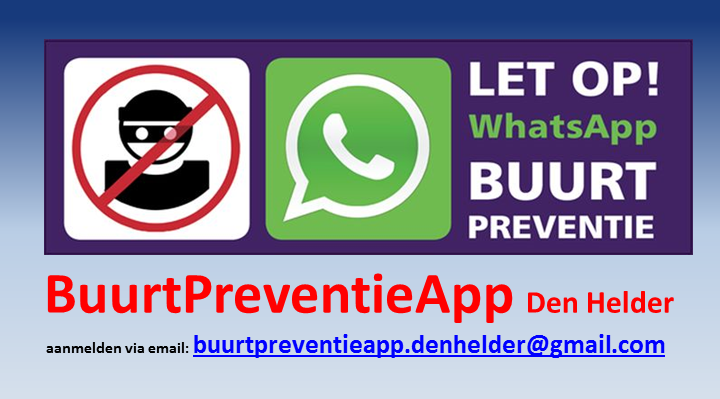 LET OP!
WhatsApp
BUURT
PREVENTIE
BuurtPreventieApp Den Helder
aanmelden via email: buurtpreventieapp.denhelder@gmail.com